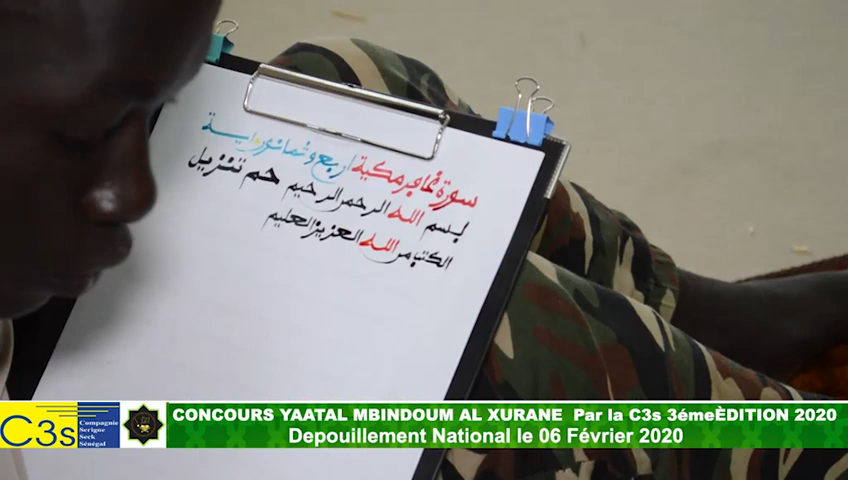 سورة غافر مكية اربع وثمانون اية
بسم الله الرحمن الرحيم حم تنزيل
الكتب من الله العزيز العليم
C3s
Compagnie
Serigne
Seck
Sénégal
CONCOURS YAATAL MBINDOUM AL XURANE Par la C3s 3émeÈDITION 2020
Depouillement National le 06 Février 2020